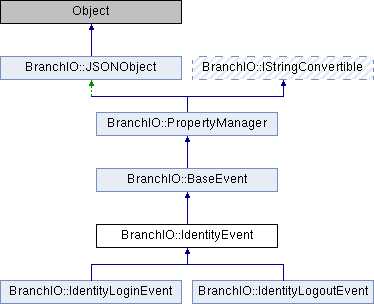 Object
BranchIO::JSONObject
BranchIO::IStringConvertible
BranchIO::PropertyManager
BranchIO::BaseEvent
BranchIO::IdentityEvent
BranchIO::IdentityLoginEvent
BranchIO::IdentityLogoutEvent